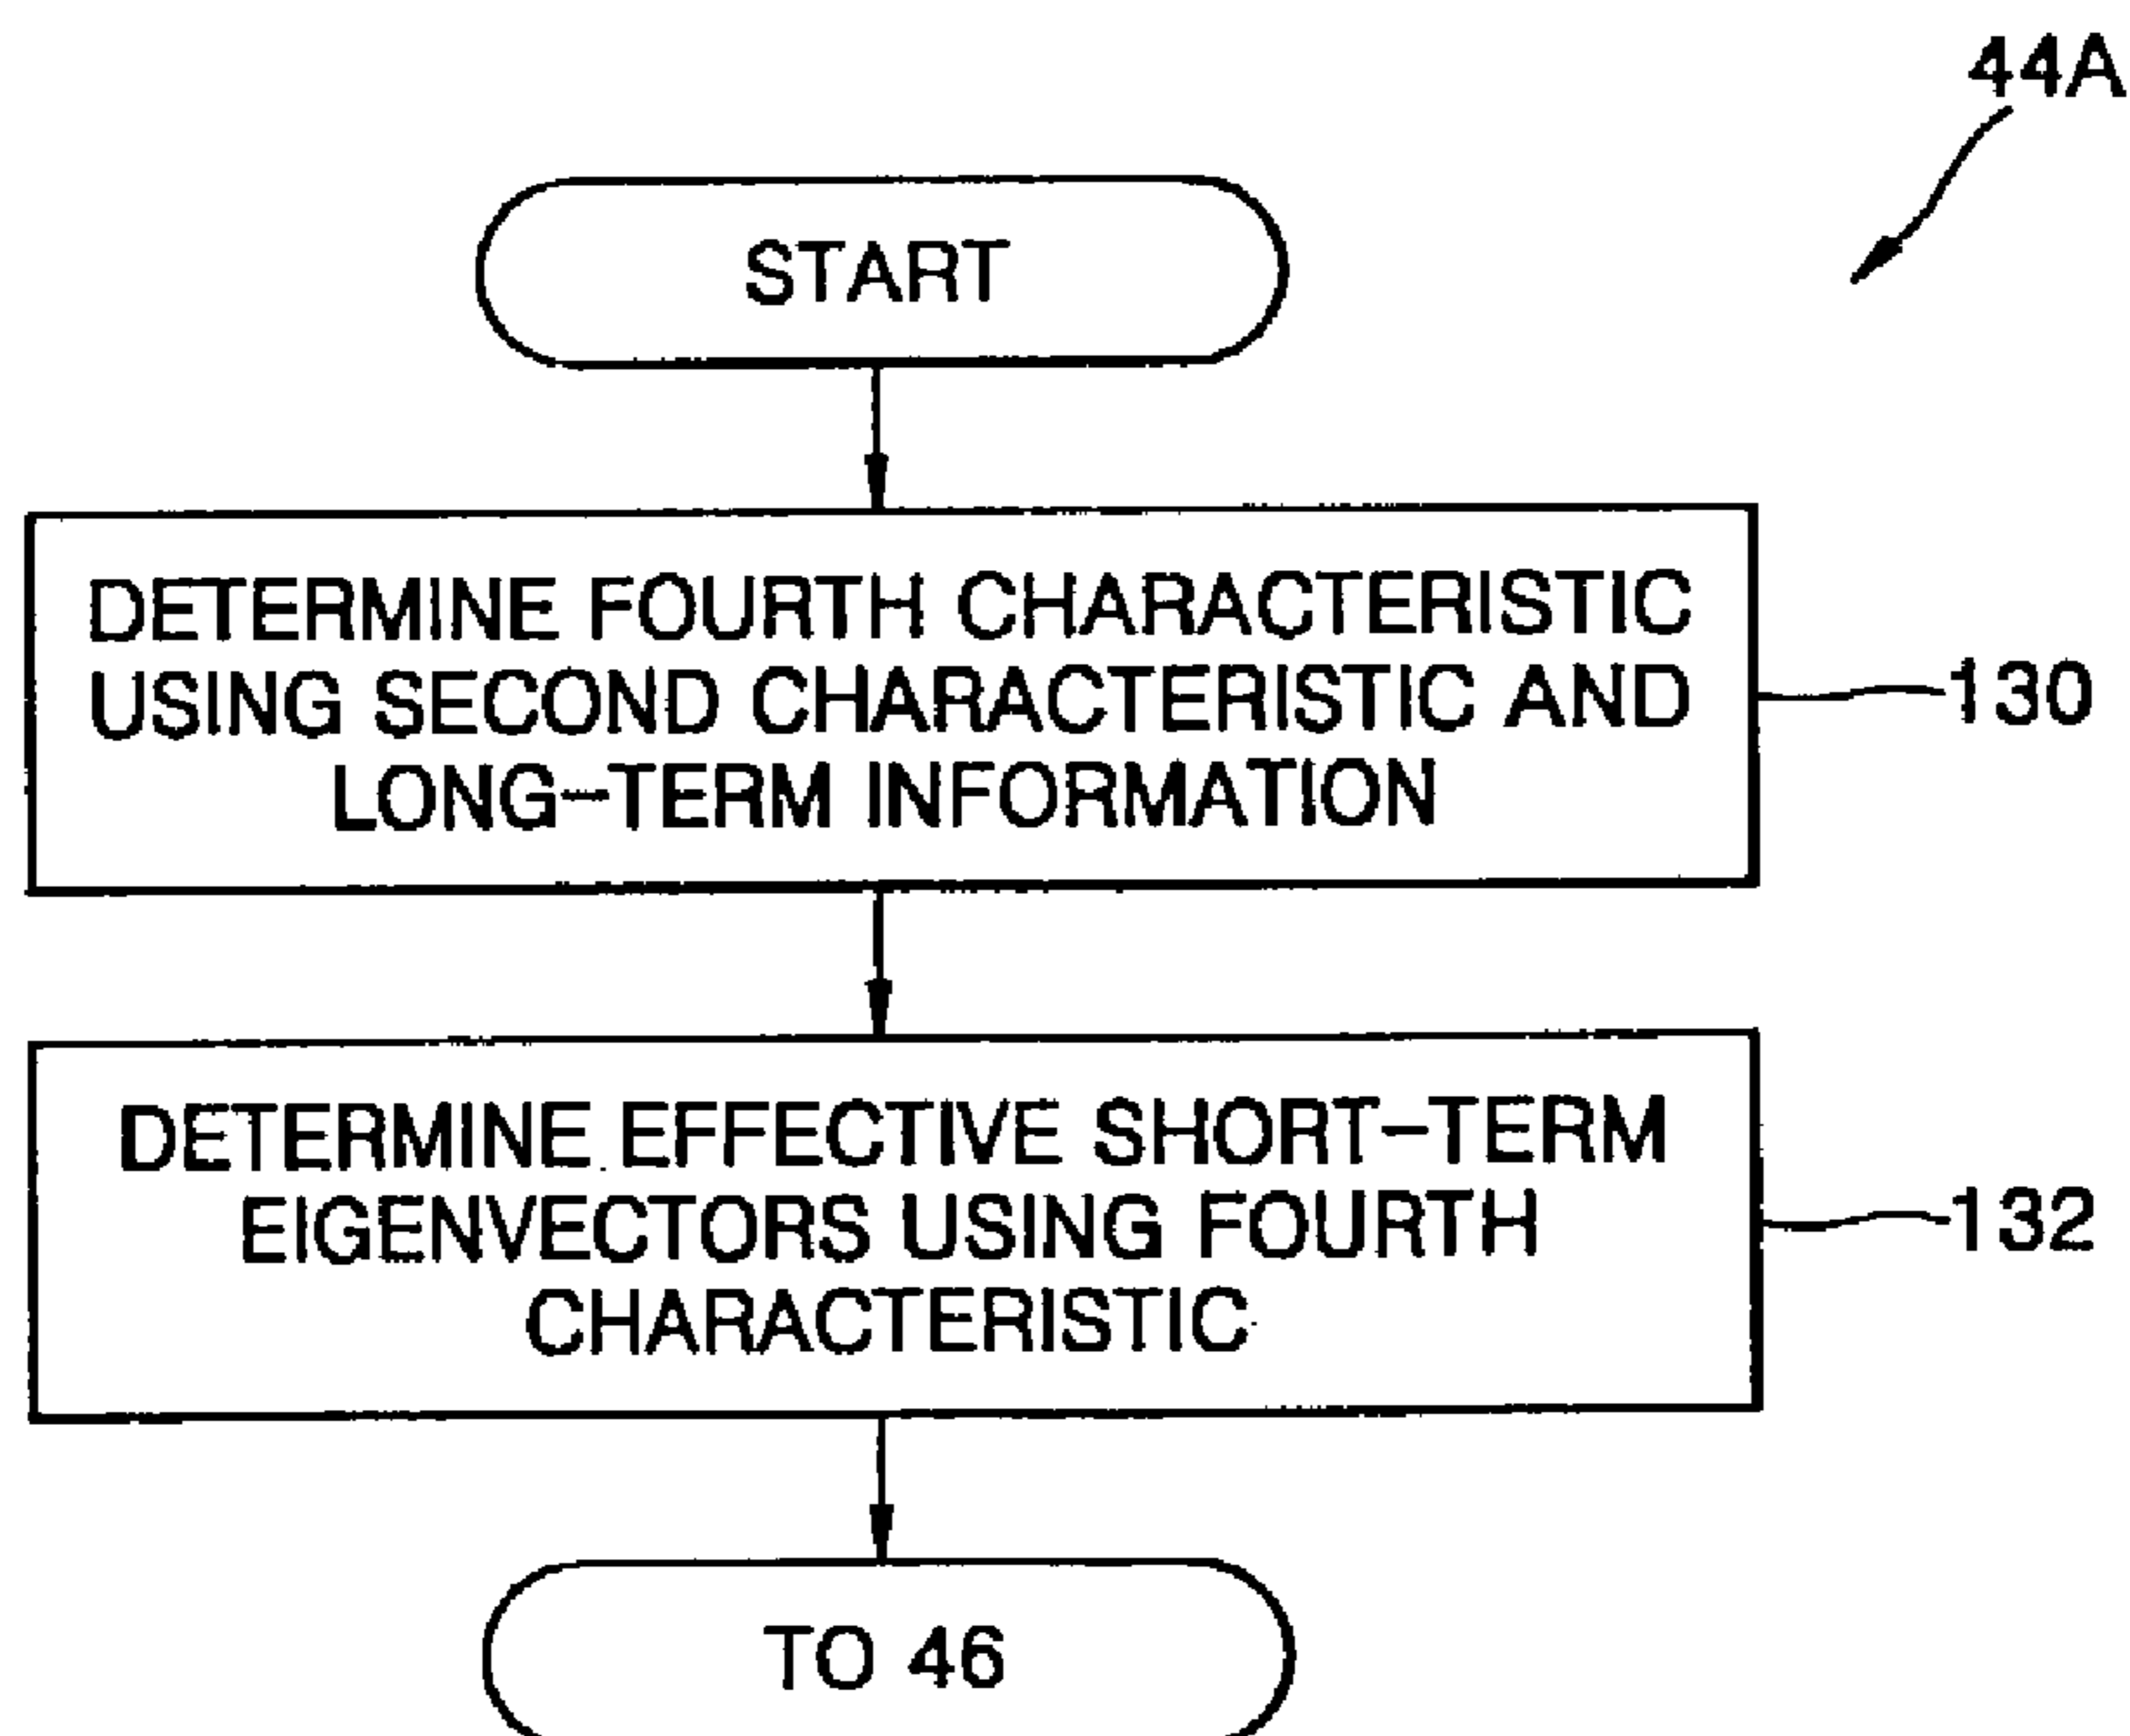 44A
START
DETERMINE FOURTH CHARACTERISTIC
USING SECOND CHARACTERISTIC AND
LONG-TERM INFORMATION
130
DETERMINE EFFECTIVE SHORT-TERM
EIGENVECTORS USING FOURTH
CHARACTERISTIC
132
TO 46